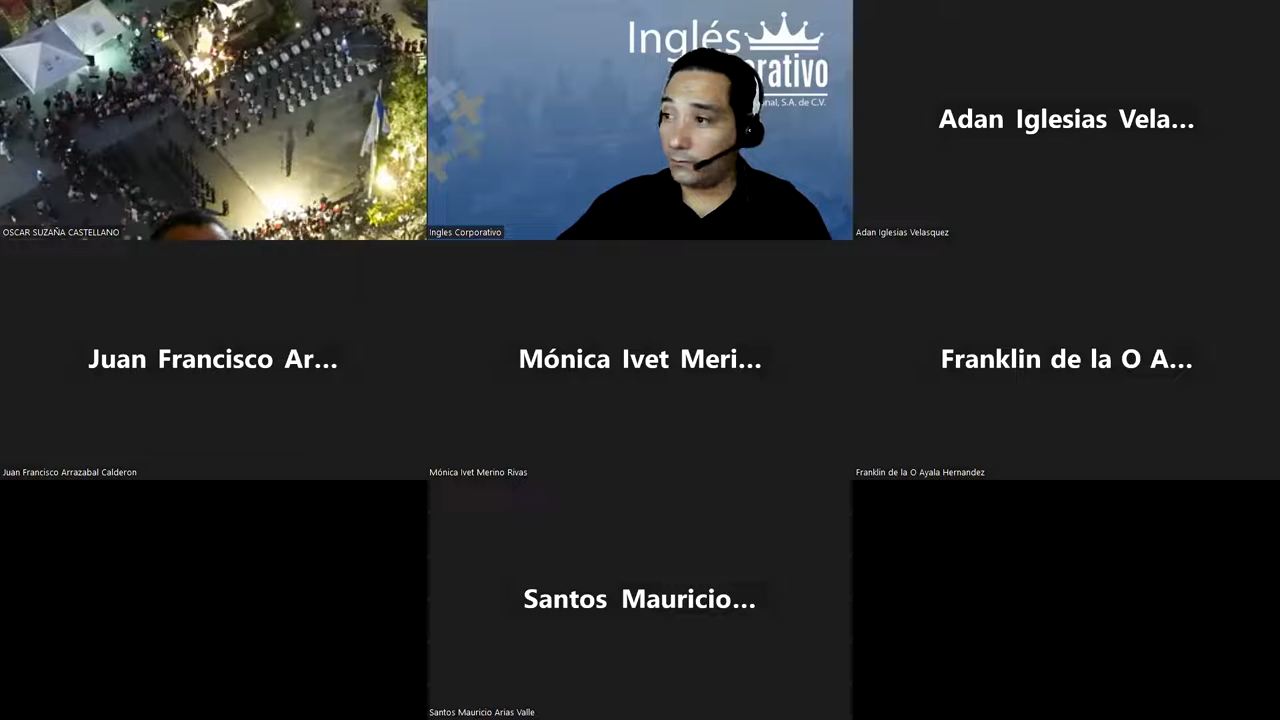 Inglés
orativo
onal, S.A. de C.V.
OSCAR SUZAÑA CASTELLANO
Ingles Corporativo
Adan Iglesias Vela...
Adan Iglesias Velasquez
Juan Francisco Ar...
Juan Francisco Arrazabal Calderon
Mónica Ivet Meri...
Mónica Ivet Merino Rivas
Franklin de la O A...
Franklin de la O Ayala Hernandez
Santos Mauricio...
Santos Mauricio Arias Valle